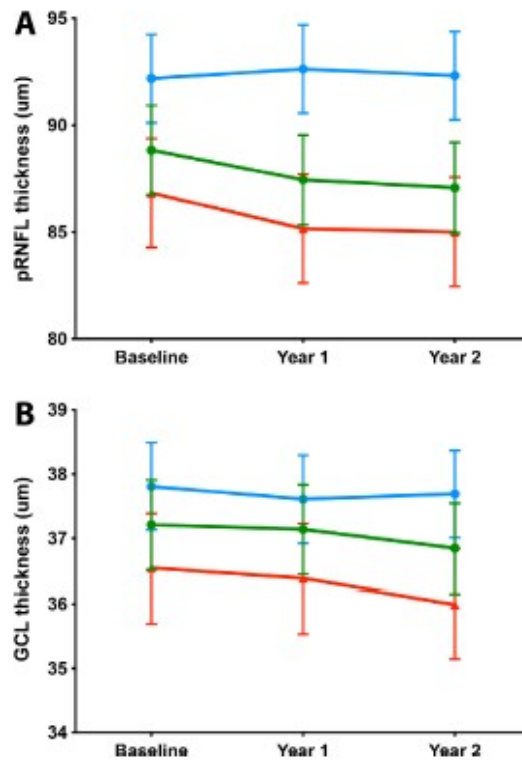 A
pRNFL thickness (um)
95
90
85
80
Baseline Year 1 Year 2
B
GCL thickness (um)
39
38
37
36
35
34
Baseline Year 1 Year 2